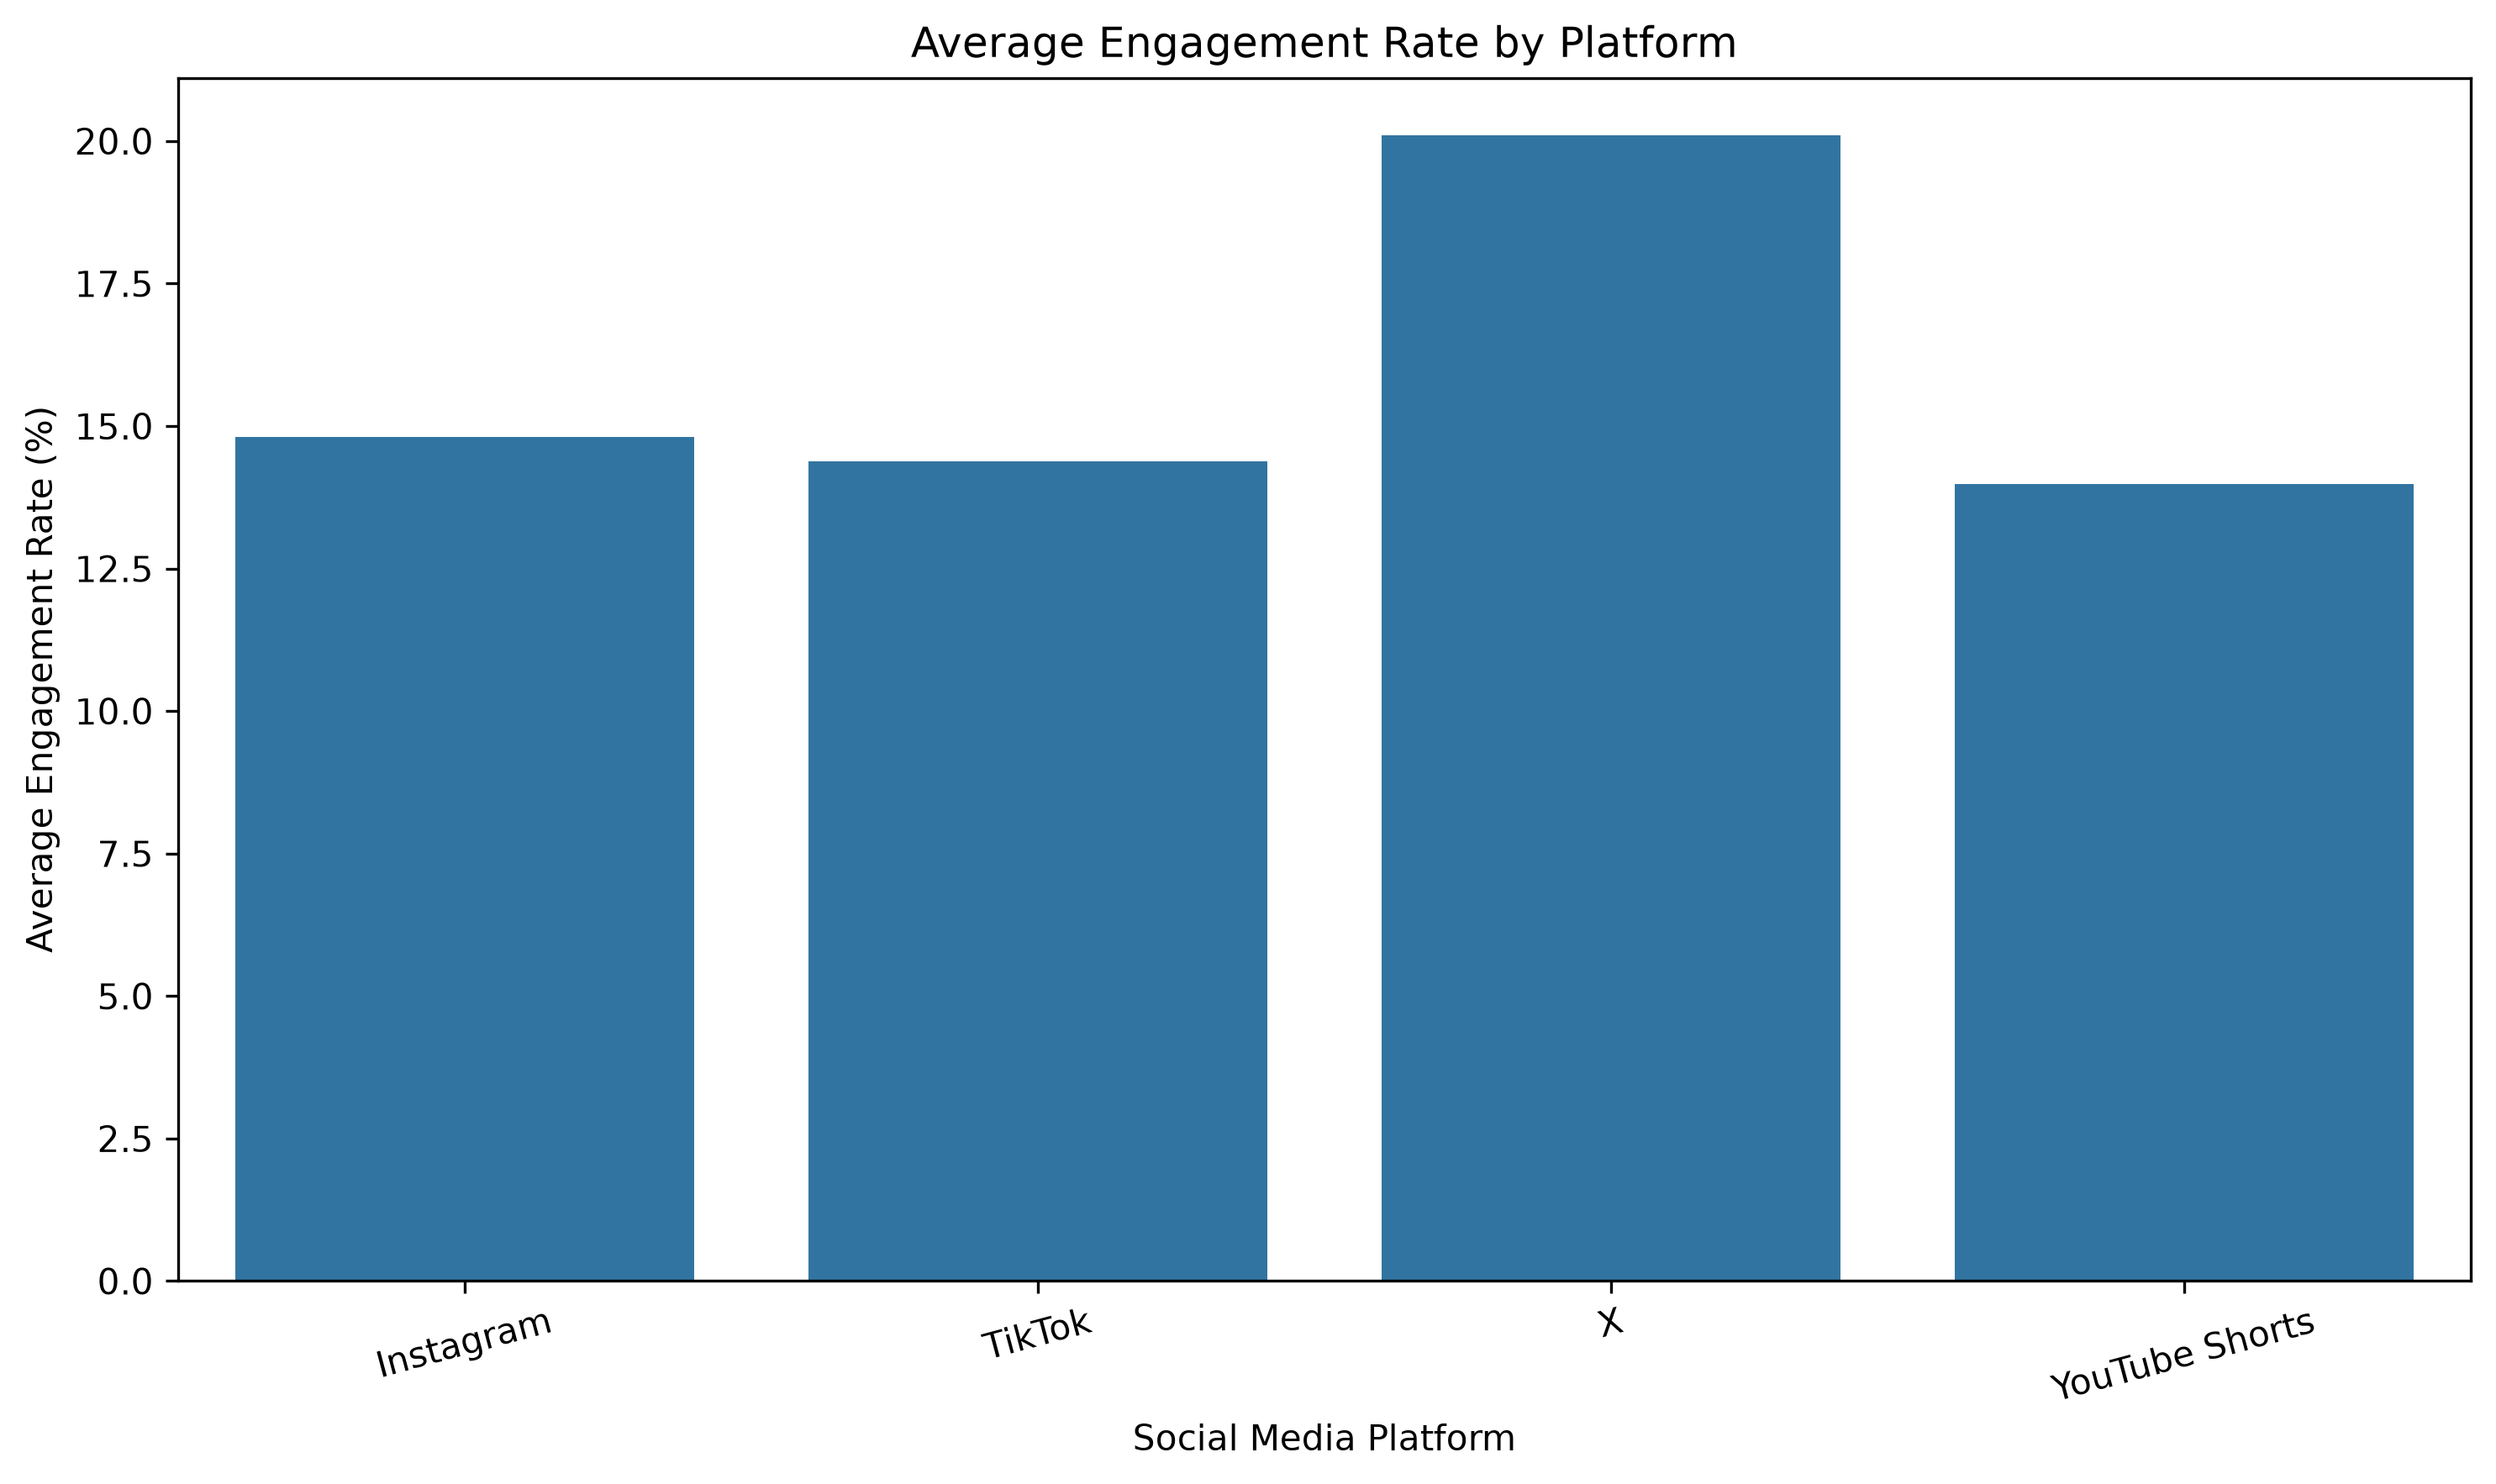 Average Engagement Rate by Platform
Average Engagement Rate (%)
20.0
17.5
15.0
12.5
10.0
7.5
5.0
2.5
0.0
Instagram
TikTok
X
YouTube Shorts
Social Media Platform